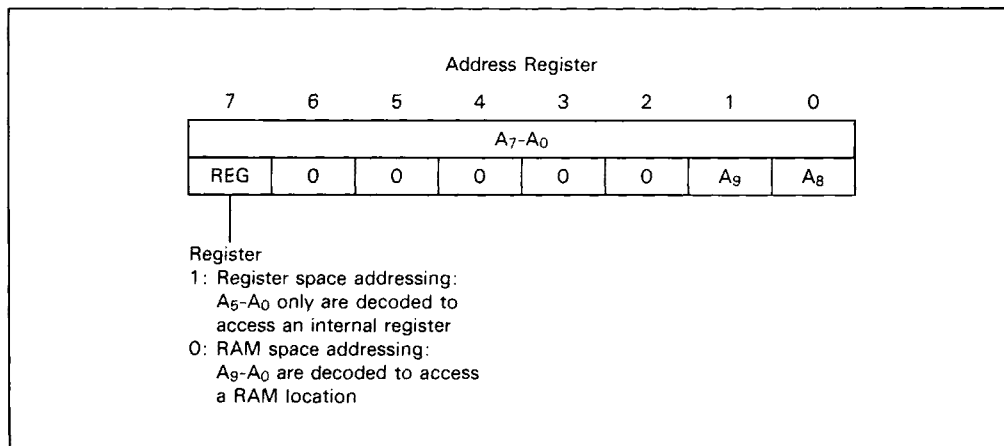 Address Register
7 6 5 4 3 2 1 0
A7-A0
REG 0 0 0 0 0 A9 A8
Register
1: Register space addressing:
A5-A0 only are decoded to
access an internal register
0: RAM space addressing:
A9-A0 are decoded to access
a RAM location